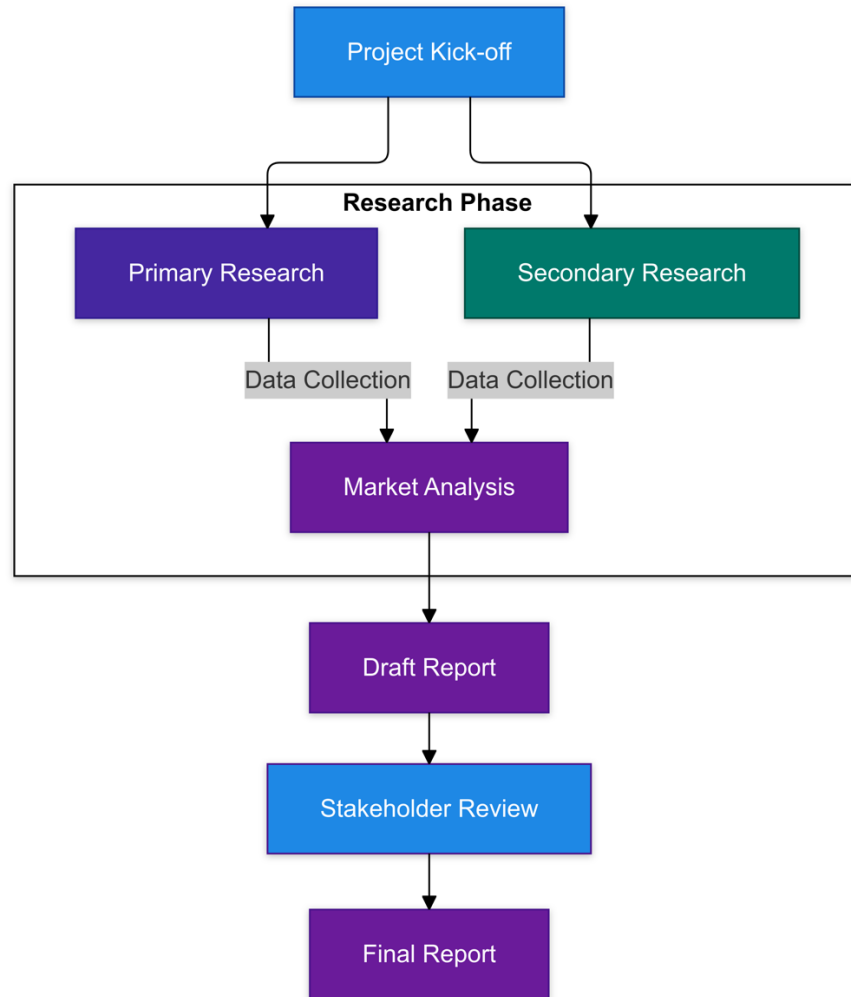 Project Kick-off
Research Phase
Primary Research
Secondary Research
Data Collection
Data Collection
Market Analysis
Draft Report
Stakeholder Review
Final Report